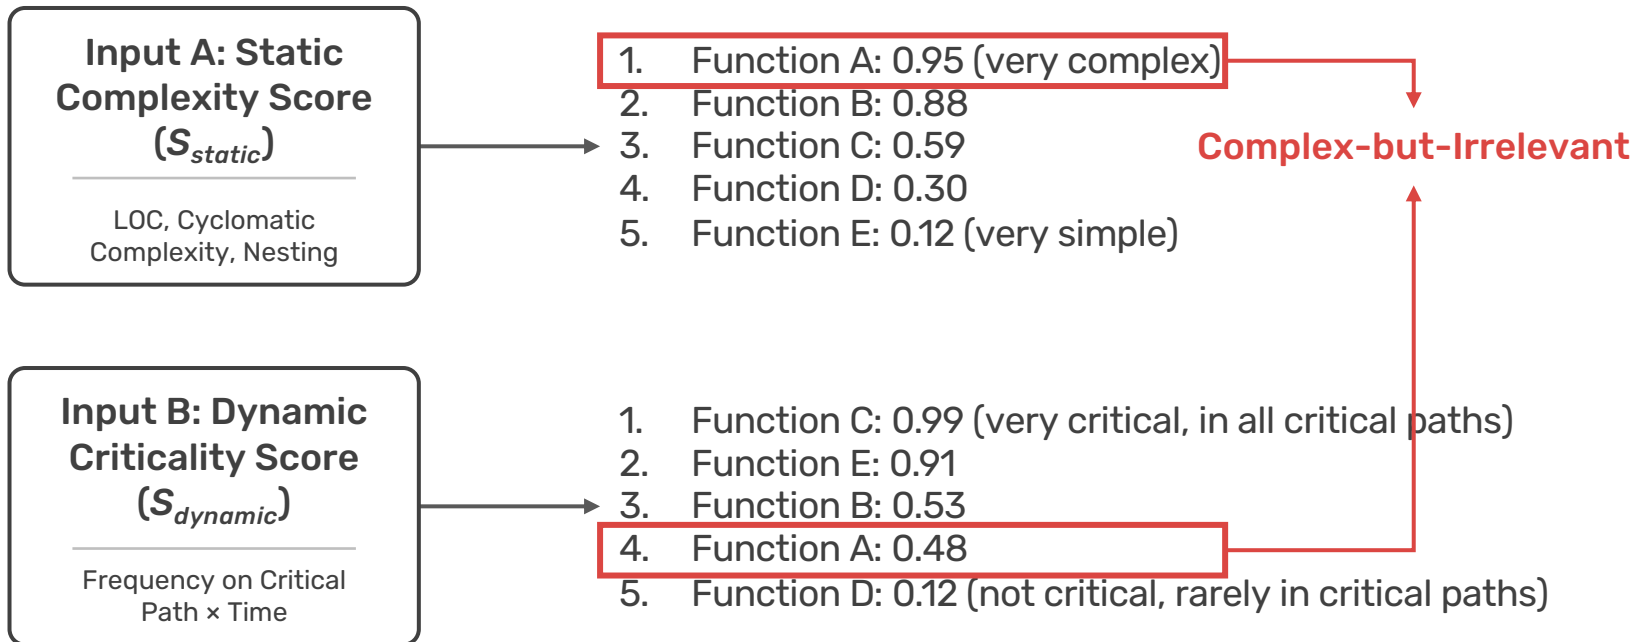 Input A: Static
Complexity Score
(S_static)
LOC, Cyclomatic
Complexity, Nesting
1. Function A: 0.95 (very complex)
2. Function B: 0.88
3. Function C: 0.59
4. Function D: 0.30
5. Function E: 0.12 (very simple)
Complex-but-Irrelevant
Input B: Dynamic
Criticality Score
(S_dynamic)
Frequency on Critical
Path × Time
1. Function C: 0.99 (very critical, in all critical paths)
2. Function E: 0.91
3. Function B: 0.53
4. Function A: 0.48
5. Function D: 0.12 (not critical, rarely in critical paths)